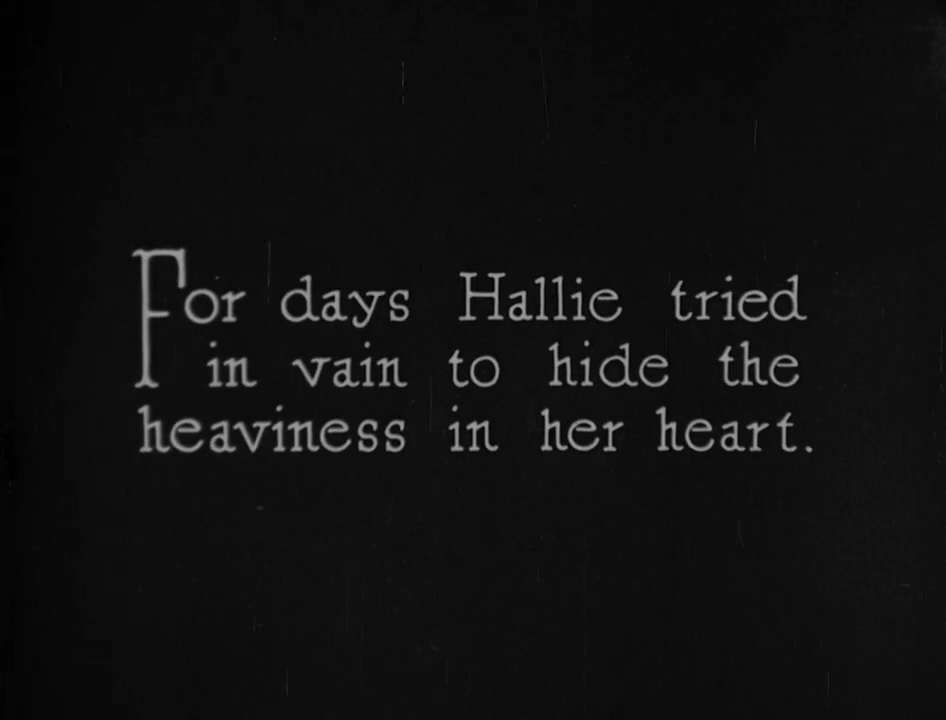 For days Hallie tried
in vain to hide the
heaviness in her heart.